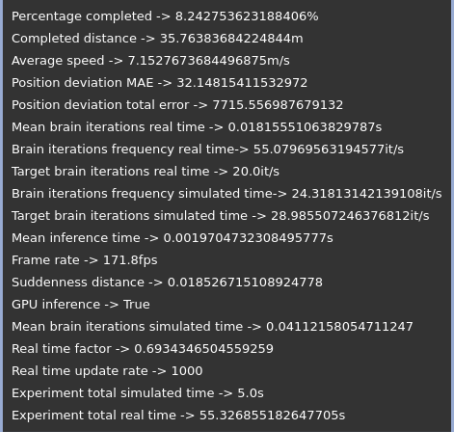 Percentage completed -> 8.242753623188406%
Completed distance -> 35.76383684224844m
Average speed -> 7.1527673684496875m/s
Position deviation MAE -> 32.14815411532972
Position deviation total error -> 7715.556987679132
Mean brain iterations real time -> 0.01815551063829787s
Brain iterations frequency real time-> 55.07969563194577it/s
Target brain iterations real time -> 20.0it/s
Brain iterations frequency simulated time-> 24.31813142139108it/s
Target brain iterations simulated time -> 28.985507246376812it/s
Mean inference time -> 0.0019704732308495777s
Frame rate -> 171.8fps
Suddenness distance -> 0.018526715108924778
GPU inference -> True
Mean brain iterations simulated time -> 0.04112158054711247
Real time factor -> 0.6934346504559259
Real time update rate -> 1000
Experiment total simulated time -> 5.0s
Experiment total real time -> 55.326855182647705s